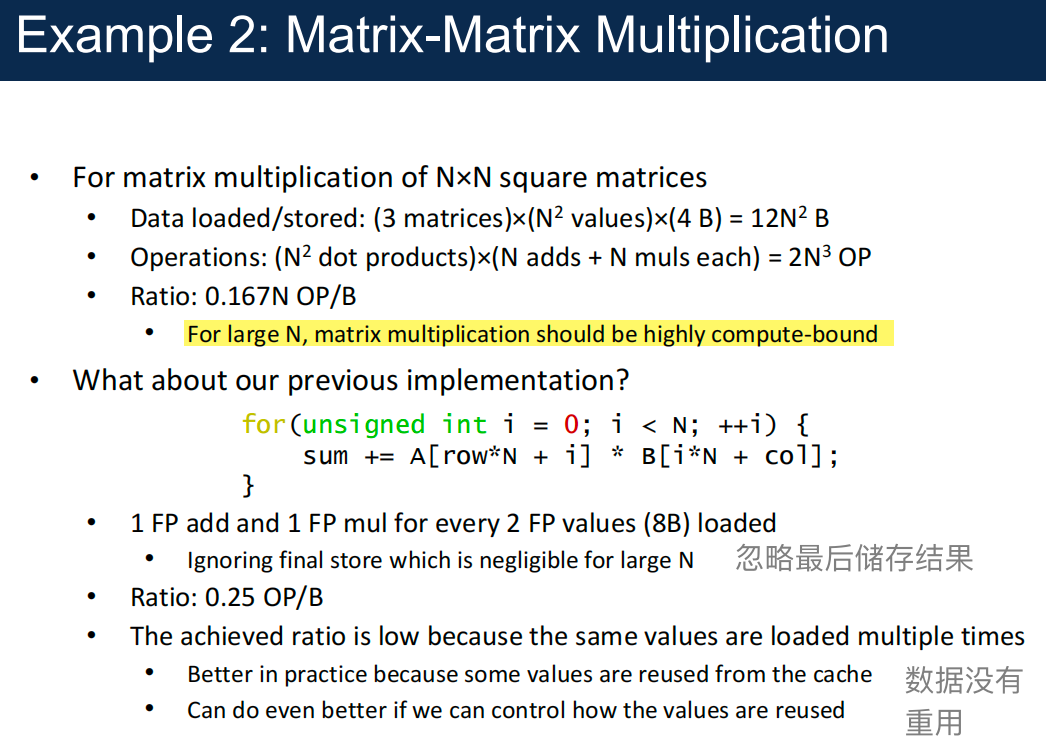 Example 2: Matrix-Matrix Multiplication
• For matrix multiplication of N×N square matrices
• Data loaded/stored: (3 matrices)×(N² values)×(4 B) = 12N² B
• Operations: (N² dot products)×(N adds + N muls each) = 2N³ OP
• Ratio: 0.167N OP/B
• For large N, matrix multiplication should be highly compute-bound
• What about our previous implementation?
for(unsigned int i = 0; i < N; ++i) {
    sum += A[row*N + i] * B[i*N + col];
}
• 1 FP add and 1 FP mul for every 2 FP values (8B) loaded
• Ignoring final store which is negligible for large N 忽略最后储存结果
• Ratio: 0.25 OP/B
• The achieved ratio is low because the same values are loaded multiple times
• Better in practice because some values are reused from the cache
• Can do even better if we can control how the values are reused
数据没有
重用